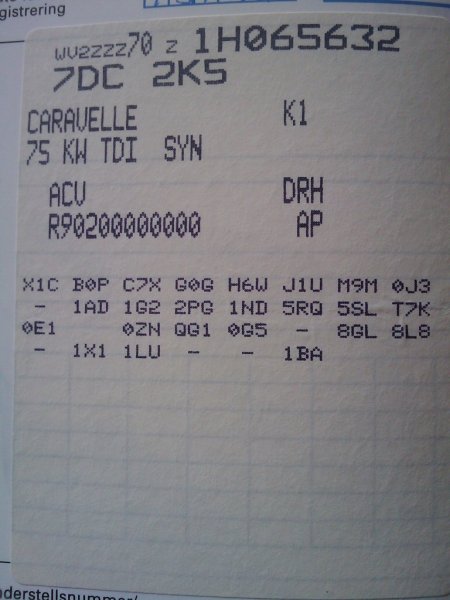 gistrering
WV2ZZZ70 Z 1H065632
7DC 2K5
CARAVELLE K1
75 KW TDI SYN
ACV DRH
R90200000000 AP
X1C B0P C7X G0G H6W J1U M9M 0J3
- 1AD 1G2 2PG 1ND 5RQ 5SL T7K
0E1 0ZN QG1 0G5 - 8GL 8L8
- 1X1 1LU - - 1BA
nderstellsnummer/